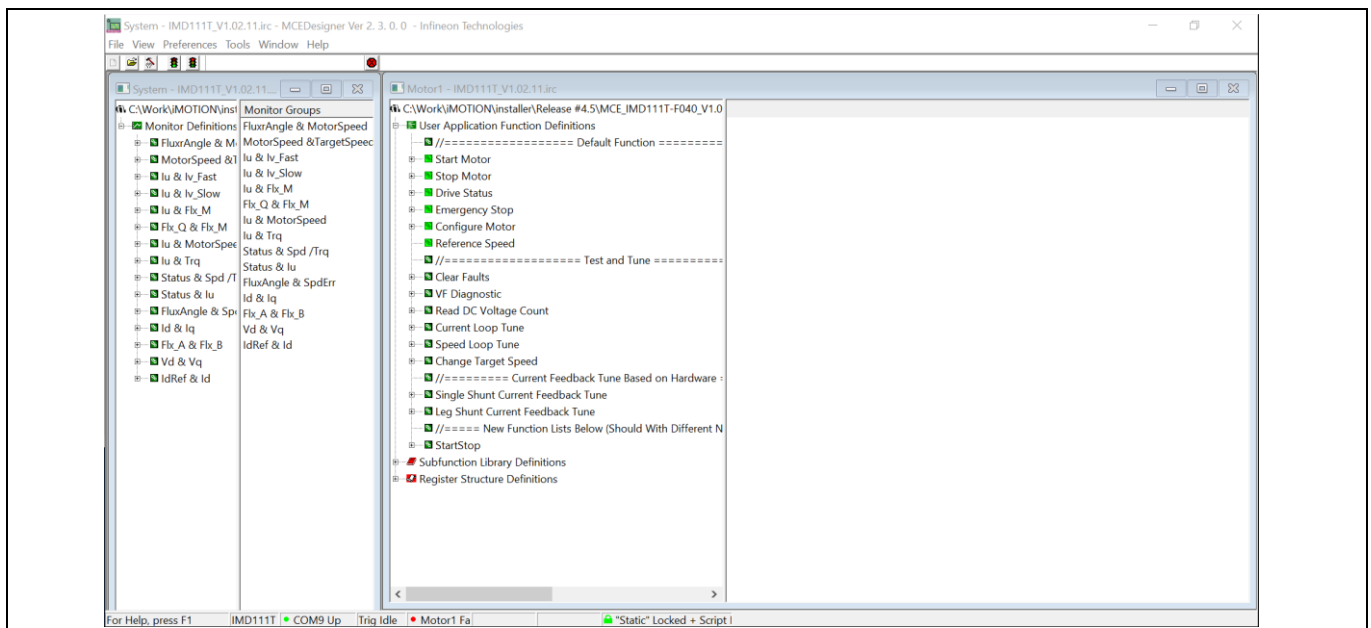 System - IMD111T_V1.02.11.irc - MCEDesigner Ver 2. 3. 0. 0 - Infineon Technologies
File View Preferences Tools Window Help
System - IMD111T_V1.02.11....
C:\Work\iMOTION\inst
Monitor Definitions
FluxrAngle & M
MotorSpeed &T
Iu & Iv_Fast
Iu & Iv_Slow
Iu & Flx_M
Flx_Q & Flx_M
Iu & MotorSpee
Iu & Trq
Status & Spd /T
Status & Iu
FluxAngle & Sp
Id & Iq
Flx_A & Flx_B
Vd & Vq
IdRef & Id
Monitor Groups
FluxrAngle & MotorSpeed
MotorSpeed &TargetSpeed
Iu & Iv_Fast
Iu & Iv_Slow
Iu & Flx_M
Flx_Q & Flx_M
Iu & MotorSpeed
Iu & Trq
Status & Spd /Trq
Status & Iu
FluxAngle & SpdErr
Id & Iq
Flx_A & Flx_B
Vd & Vq
IdRef & Id
Motor1 - IMD111T_V1.02.11.irc
C:\Work\iMOTION\installer\Release #4.5\MCE_IMD111T-F040_V1.0
User Application Function Definitions
//=================== Default Function =========
Start Motor
Stop Motor
Drive Status
Emergency Stop
Configure Motor
Reference Speed
//==================== Test and Tune ==========
Clear Faults
VF Diagnostic
Read DC Voltage Count
Current Loop Tune
Speed Loop Tune
Change Target Speed
//========= Current Feedback Tune Based on Hardware =
Single Shunt Current Feedback Tune
Leg Shunt Current Feedback Tune
//===== New Function Lists Below (Should With Different N
StartStop
Subfunction Library Definitions
Register Structure Definitions
For Help, press F1 IMD111T COM9 Up Trig Idle Motor1 Fa "Static" Locked + Script I